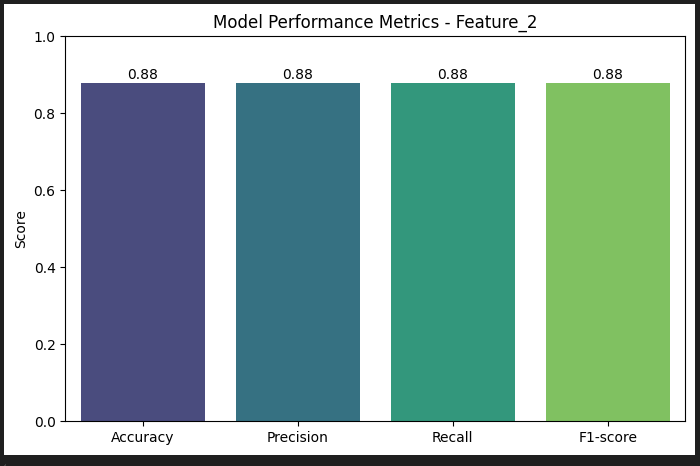 Model Performance Metrics - Feature_2
1.0
0.8
0.6
0.4
0.2
0.0
Score
0.88 0.88 0.88 0.88
Accuracy Precision Recall F1-score